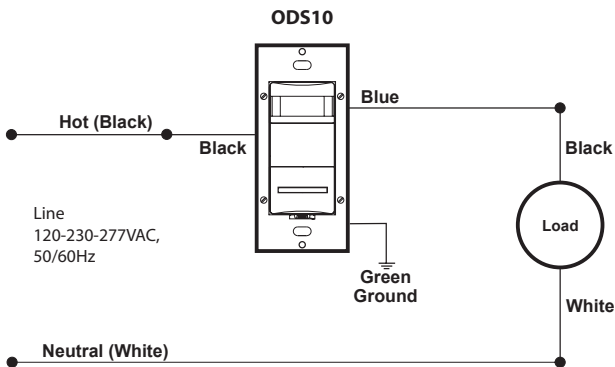 ODS10
Blue
Hot (Black)
Black
Black
Line
120-230-277VAC,
50/60Hz
Load
Green
Ground
White
Neutral (White)